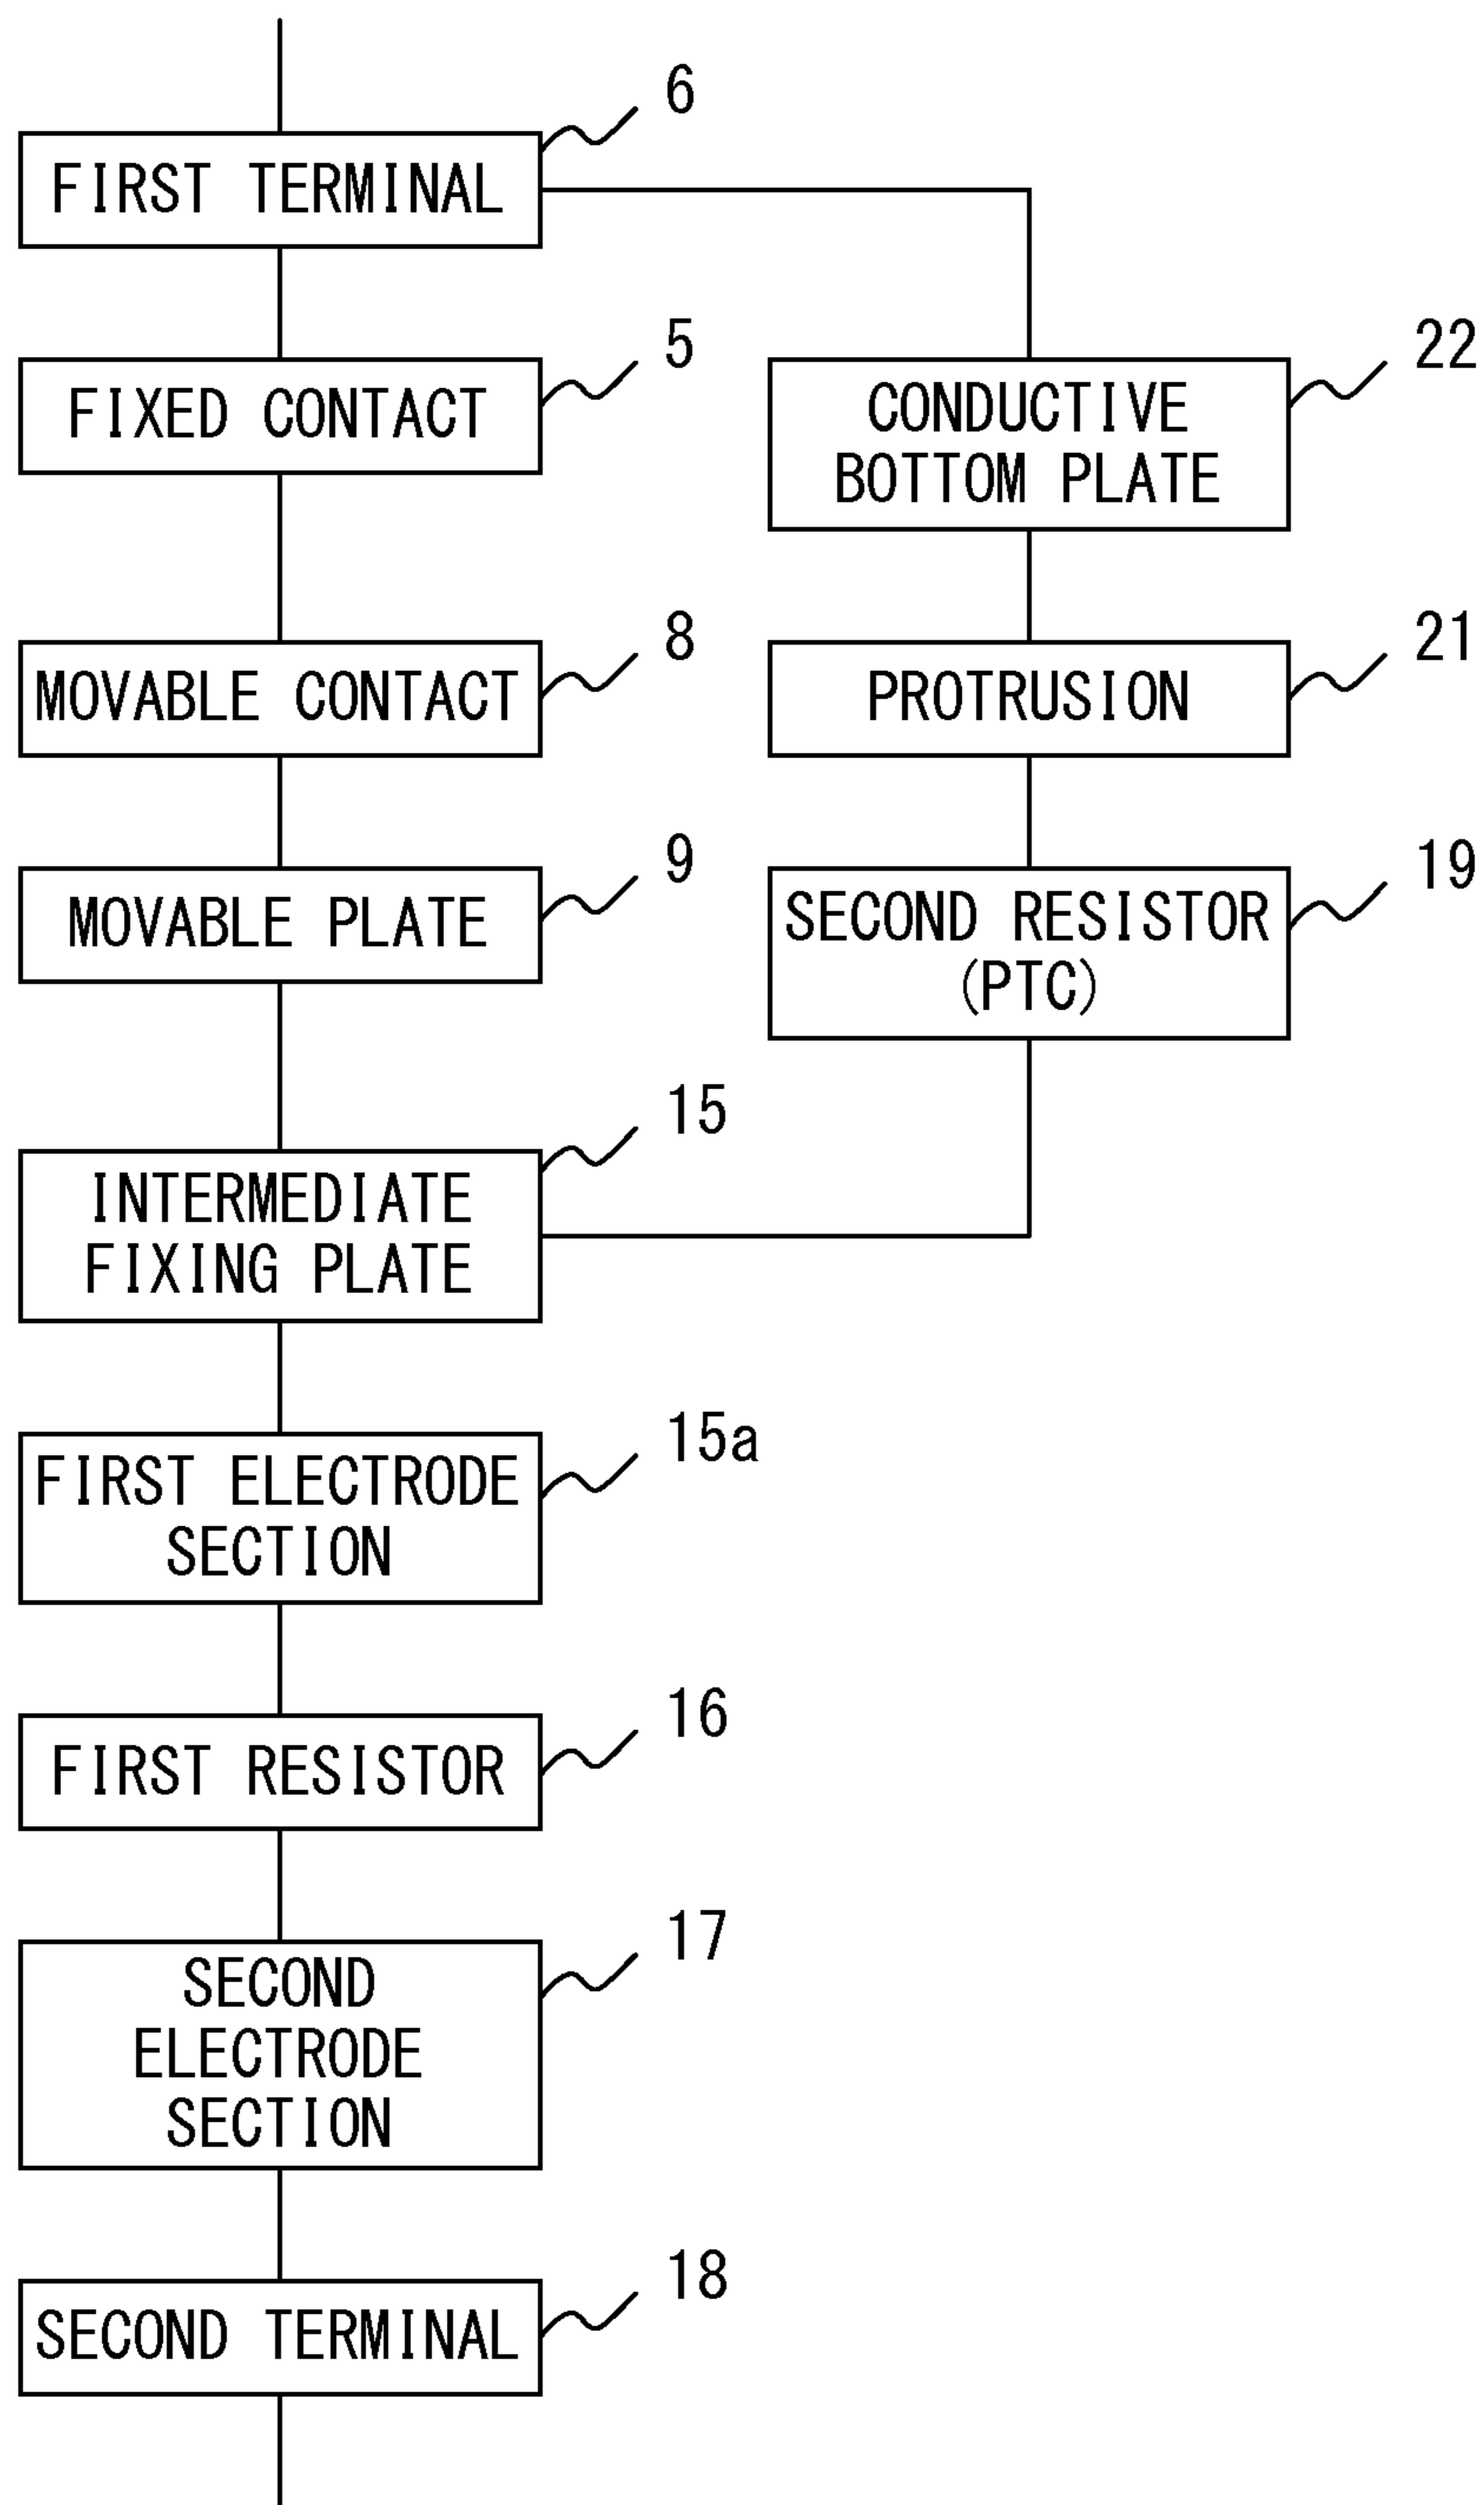 6
FIRST TERMINAL
5
FIXED CONTACT
22
CONDUCTIVE
BOTTOM PLATE
8
MOVABLE CONTACT
21
PROTRUSION
9
MOVABLE PLATE
19
SECOND RESISTOR
(PTC)
15
INTERMEDIATE
FIXING PLATE
15a
FIRST ELECTRODE
SECTION
16
FIRST RESISTOR
17
SECOND
ELECTRODE
SECTION
18
SECOND TERMINAL